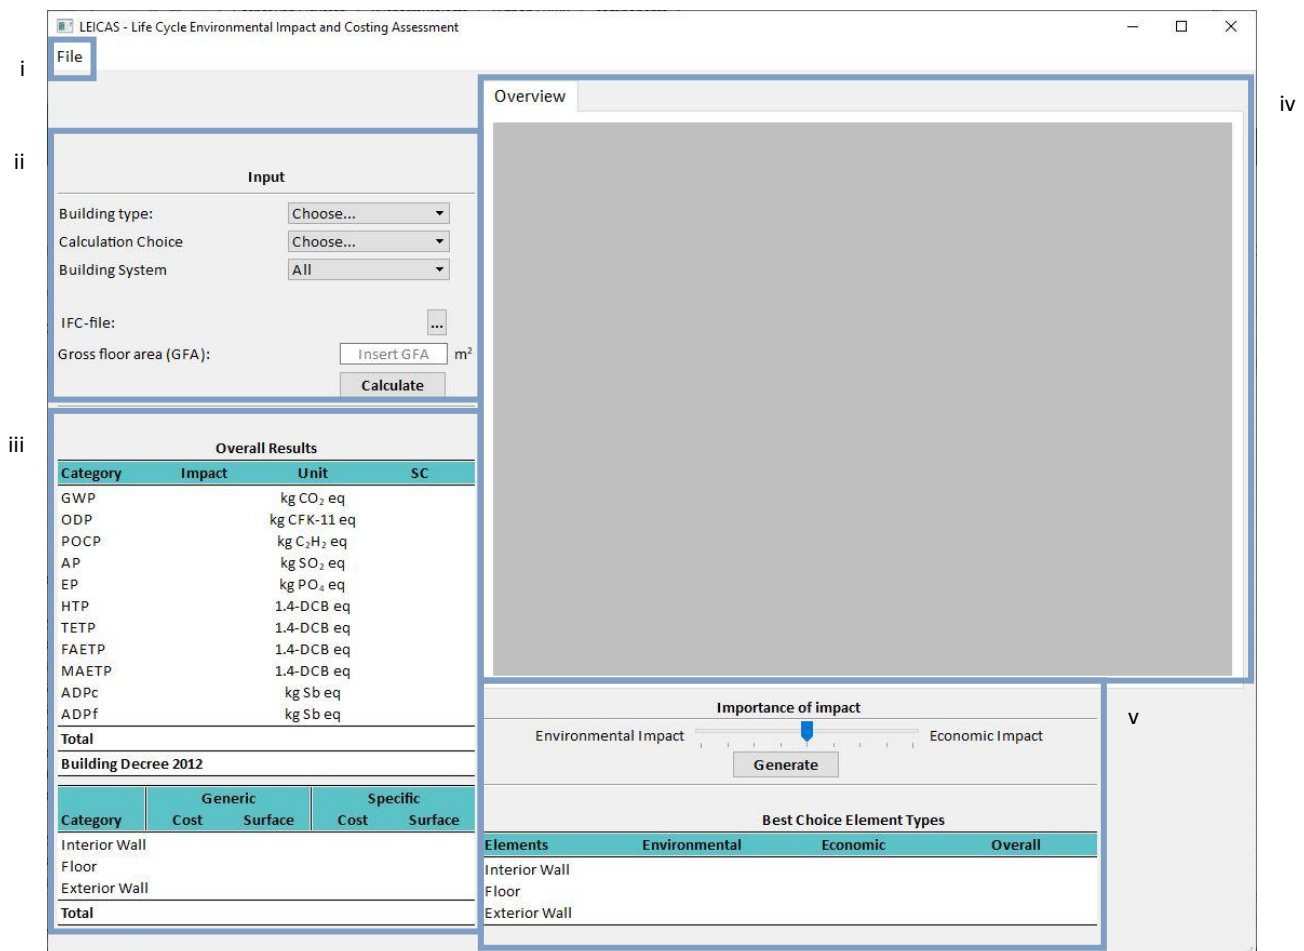 LEICAS - Life Cycle Environmental Impact and Costing Assessment
File
i
ii
Input
Building type: Choose...
Calculation Choice Choose...
Building System All
IFC-file: ...
Gross floor area (GFA): Insert GFA m²
Calculate
iii
Overall Results
Category Impact Unit SC
GWP kg CO₂ eq
ODP kg CFK-11 eq
POCP kg C₂H₂ eq
AP kg SO₂ eq
EP kg PO₄ eq
HTP 1.4-DCB eq
TETP 1.4-DCB eq
FAETP 1.4-DCB eq
MAETP 1.4-DCB eq
ADPc kg Sb eq
ADPf kg Sb eq
Total
Building Decree 2012
Generic Specific
Category Cost Surface Cost Surface
Interior Wall
Floor
Exterior Wall
Total
Overview
iv
Importance of impact
v
Environmental Impact Economic Impact
Generate
Best Choice Element Types
Elements Environmental Economic Overall
Interior Wall
Floor
Exterior Wall